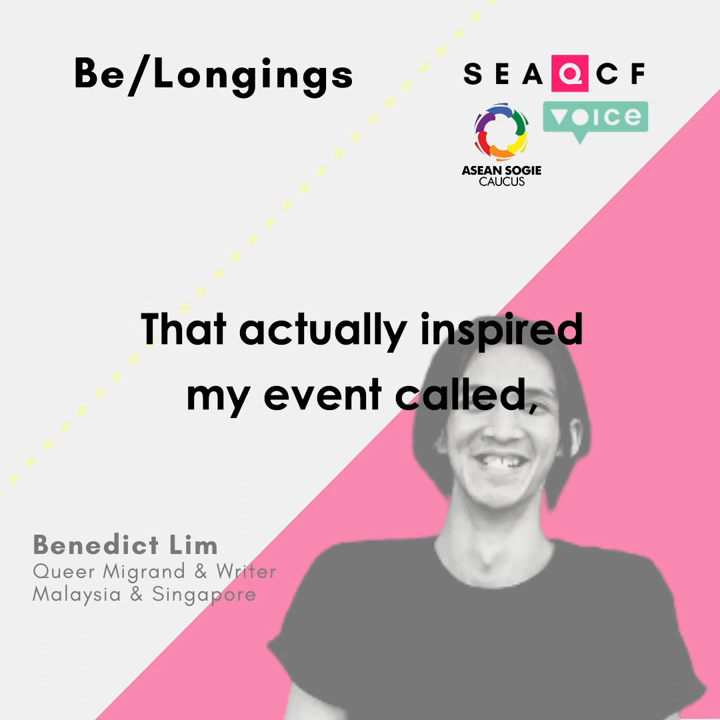 Be/Longings
SEAQCF
voice
ASEAN SOGIE
CAUCUS
That actually inspired
my event called,
Benedict Lim
Queer Migrand & Writer
Malaysia & Singapore